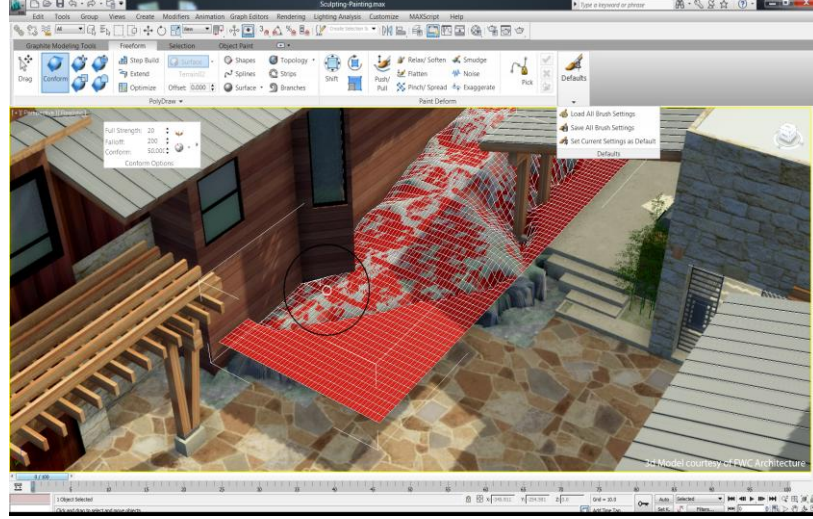 Sculpting-Painting.max
Type a keyword or phrase
Edit Tools Group Views Create Modifiers Animation Graph Editors Rendering Lighting Analysis Customize MAXScript Help
Graphite Modeling Tools Freeform Selection Object Paint
Drag
Conform
Step Build
Extend
Optimize
Surface
Offset: 0.000
Shapes
Splines
Surface
Topology
Strips
Branches
PolyDraw
Shift
Push/
Pull
Relax/ Soften
Flatten
Pinch/ Spread
Smudge
Noise
Exaggerate
Pick
Paint Deform
Defaults
Load All Brush Settings
Save All Brush Settings
Set Current Settings as Default
Defaults
Full Strength: 20
Falloff: 200
Conform:
Conform Options
3d Model courtesy of FWC Architecture
0 / 100
1 Object Selected
Click and drag to select and move objects
Grid = 10.0
Add Time Tag
Auto
Selected
Set K.
Filters...